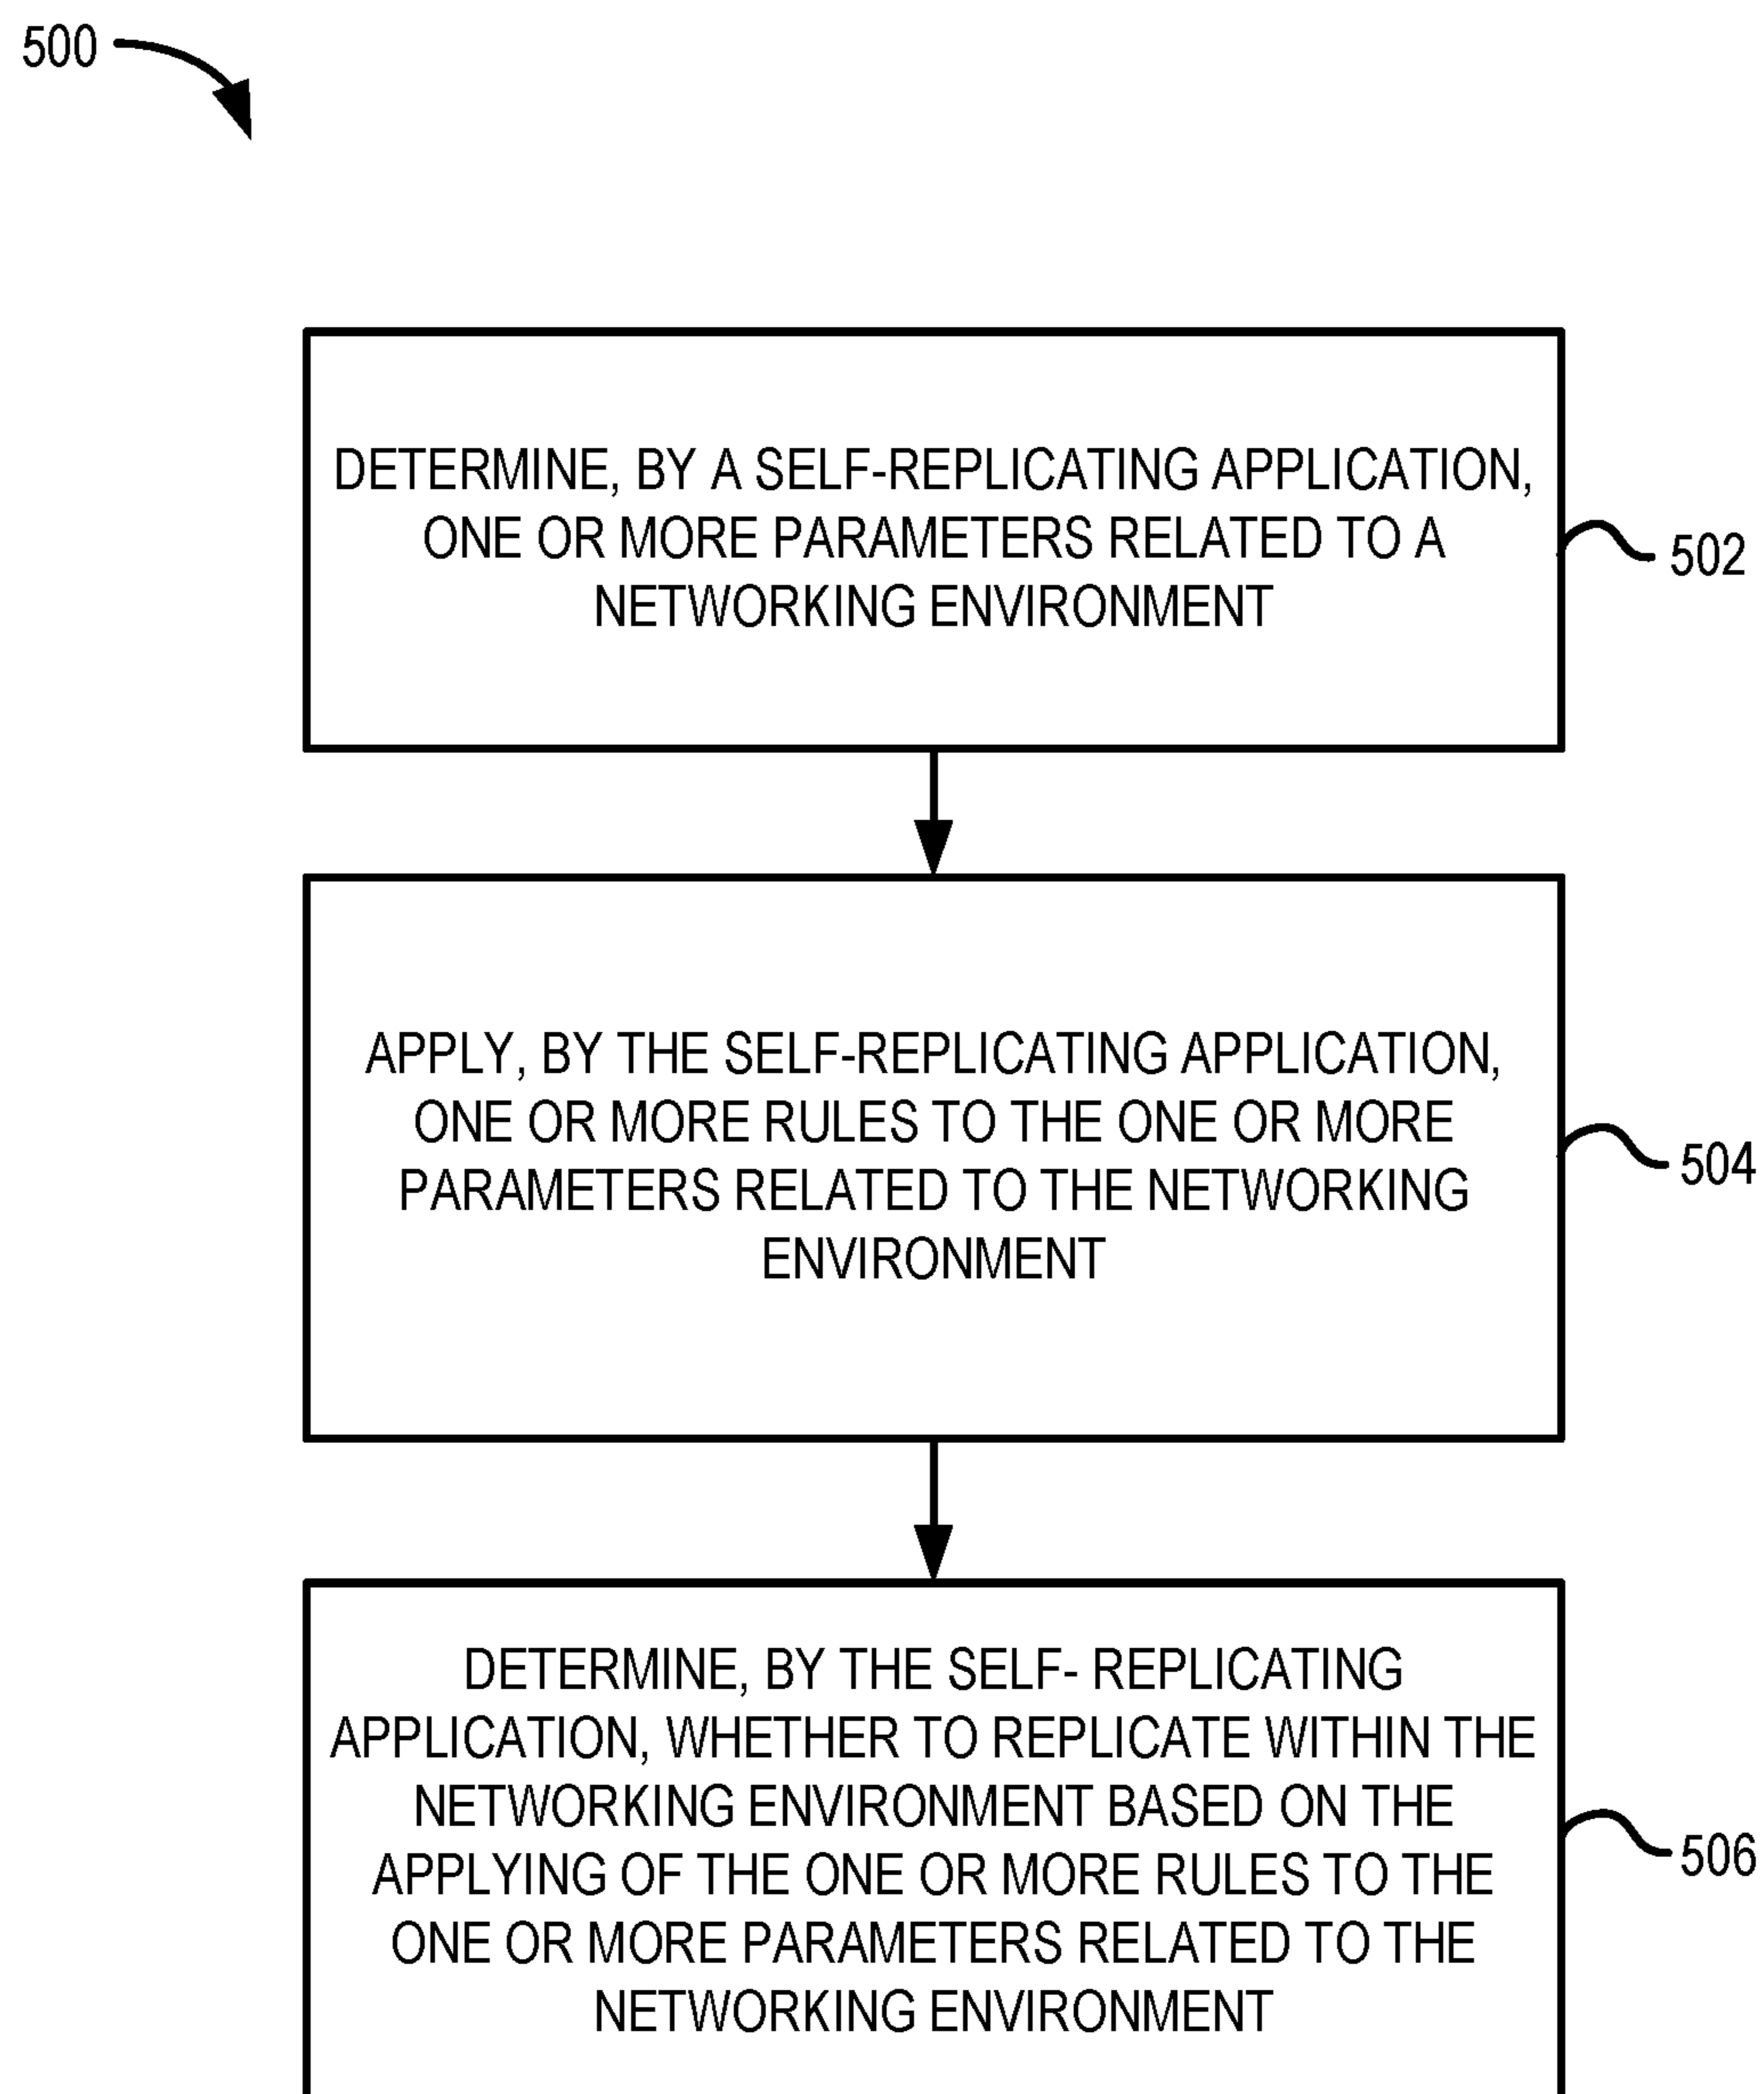 500
DETERMINE, BY A SELF-REPLICATING APPLICATION,
ONE OR MORE PARAMETERS RELATED TO A
NETWORKING ENVIRONMENT
502
APPLY, BY THE SELF-REPLICATING APPLICATION,
ONE OR MORE RULES TO THE ONE OR MORE
PARAMETERS RELATED TO THE NETWORKING
ENVIRONMENT
504
DETERMINE, BY THE SELF- REPLICATING
APPLICATION, WHETHER TO REPLICATE WITHIN THE
NETWORKING ENVIRONMENT BASED ON THE
APPLYING OF THE ONE OR MORE RULES TO THE
ONE OR MORE PARAMETERS RELATED TO THE
NETWORKING ENVIRONMENT
506